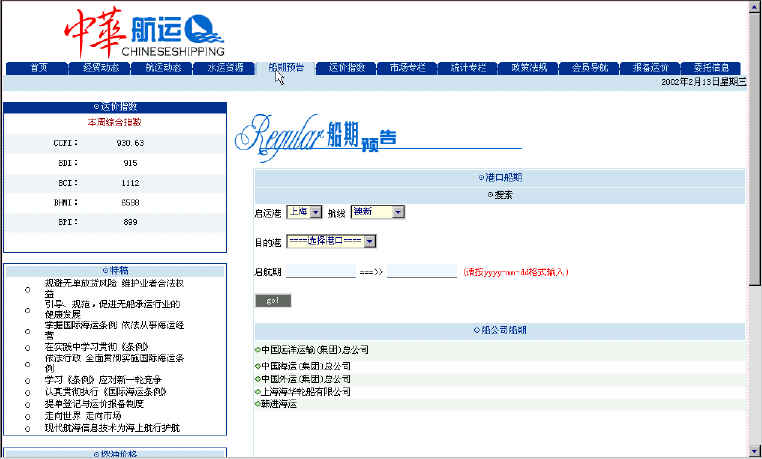 中華航运
CHINESESHIPPING
首页 经贸动态 航运动态 水运资源 船期预告 运价指数 市场专栏 统计专栏 政策法规 会员导航 报备运价 委托信息
2002年2月13日星期三
⊙运价指数
本周综合指数
CCFI: 930.63
BDI: 915
BCI: 1112
BHMI: 6588
BPI: 899
⊙特稿
规避无单放货风险 维护业者合法权
益
引导、规范，促进无船承运行业的
健康发展
掌握国际海运条例 依法从事海运经
营
在实践中学习贯彻《条例》
依法行政 全面贯彻实施国际海运条
例
学习《条例》应对新一轮竞争
认真贯彻执行《国际海运条例》
提单登记与运价报备制度
走向世界 走向市场
现代航海信息技术为海上航行护航
Regular 船期预告
⊙港口船期
⊙搜索
启运港 上海 航线 澳新
目的港 ====选择港口====
启航期 ===>> (请按yyyy-mm-dd格式输入)
go!
⊙船公司船期
中国远洋运输(集团)总公司
中国海运(集团)总公司
中国外运(集团)总公司
上海海华轮船有限公司
韩进海运